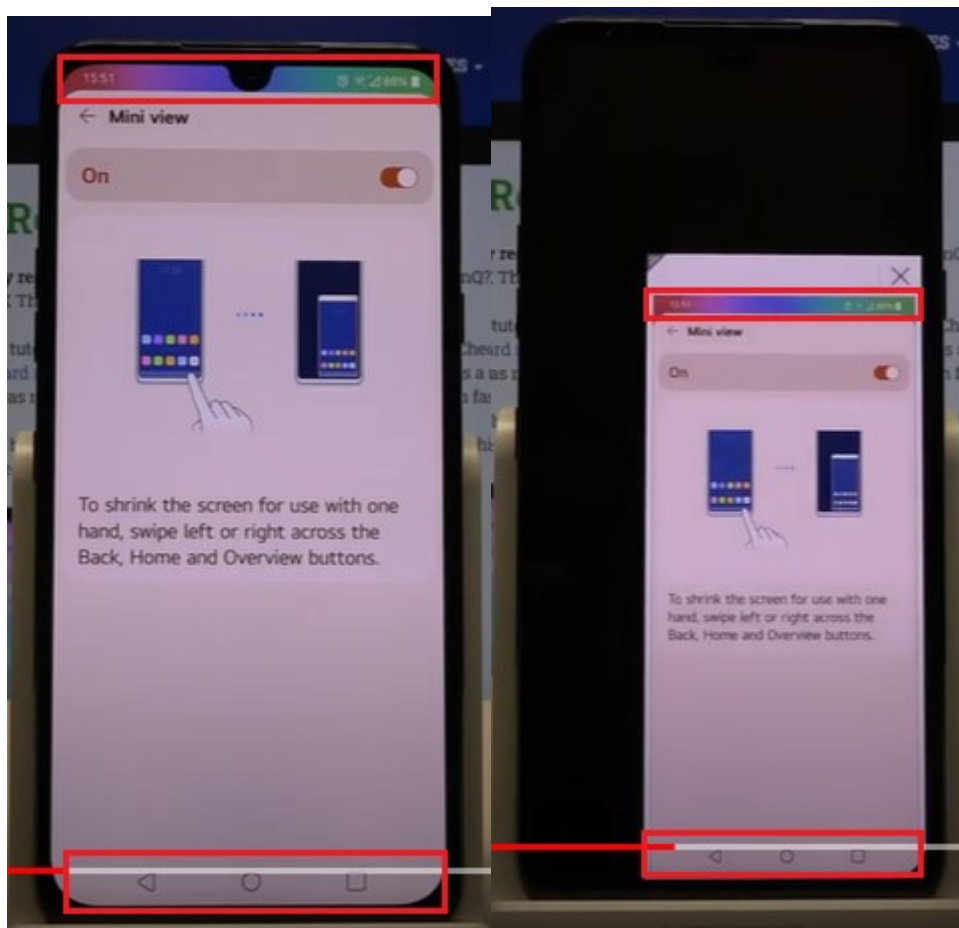 15:51
88%
Mini view
On
To shrink the screen for use with one
hand, swipe left or right across the
Back, Home and Overview buttons.
15:51
88%
Mini view
On
To shrink the screen for use with one
hand, swipe left or right across the
Back, Home and Overview buttons.